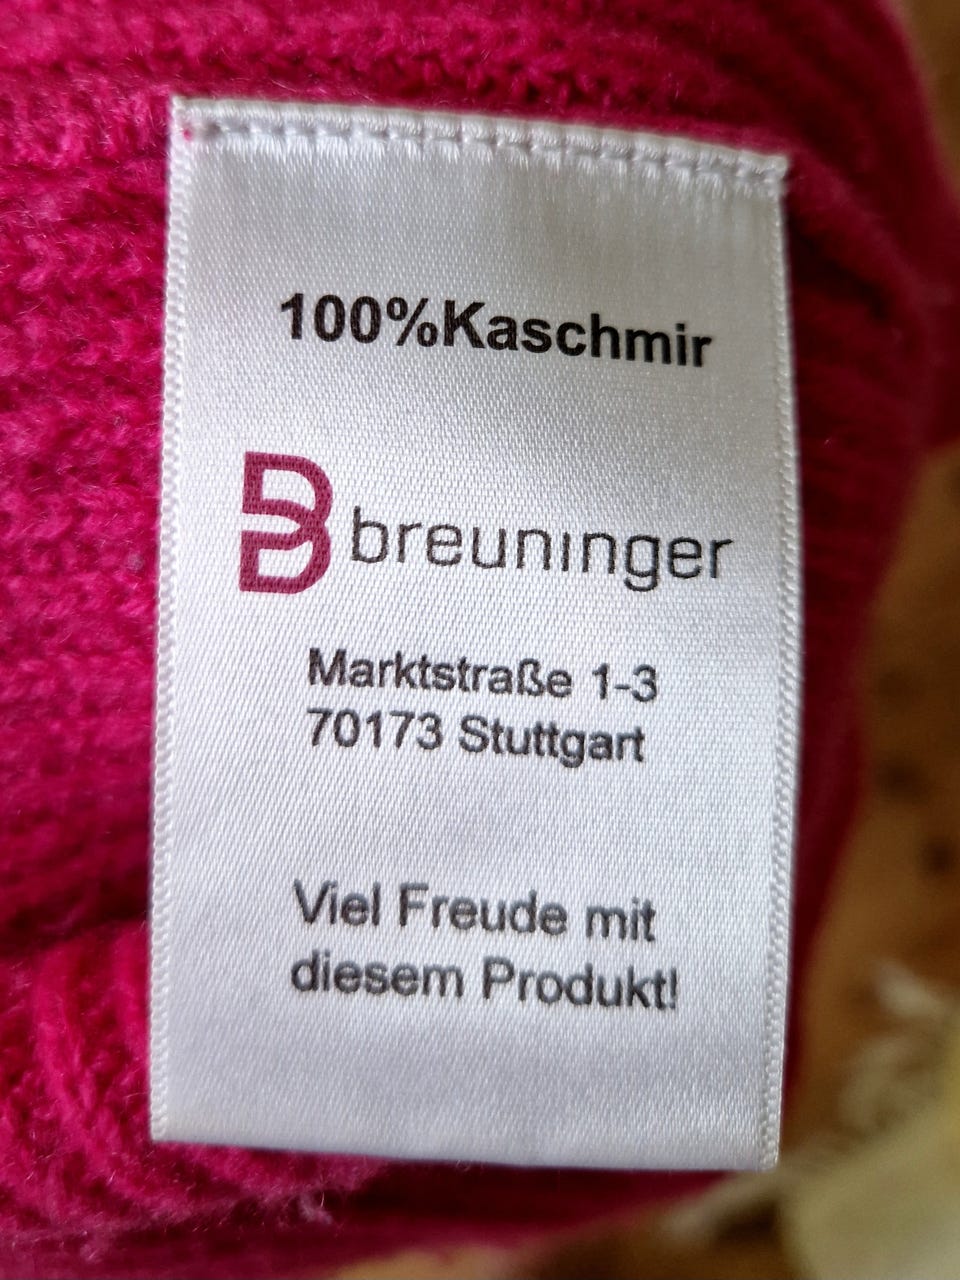 100%Kaschmir
breuninger
Marktstraße 1-3
70173 Stuttgart
Viel Freude mit
diesem Produkt!